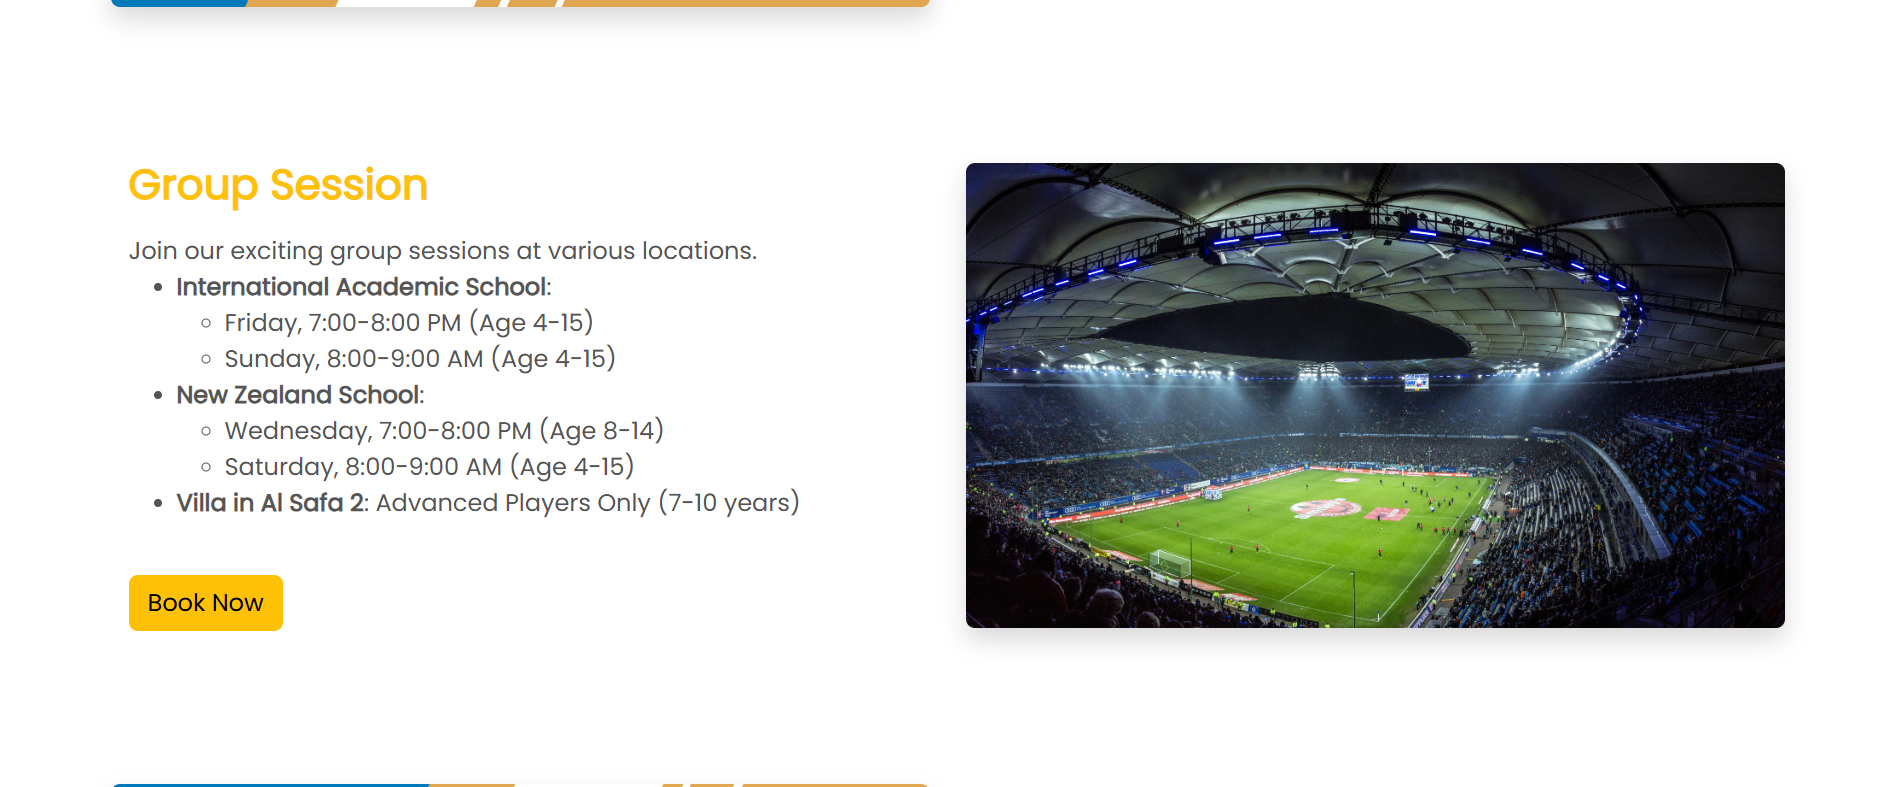 Group Session
Join our exciting group sessions at various locations.
International Academic School:
Friday, 7:00-8:00 PM (Age 4-15)
Sunday, 8:00-9:00 AM (Age 4-15)
New Zealand School:
Wednesday, 7:00-8:00 PM (Age 8-14)
Saturday, 8:00-9:00 AM (Age 4-15)
Villa in Al Safa 2: Advanced Players Only (7-10 years)
Book Now